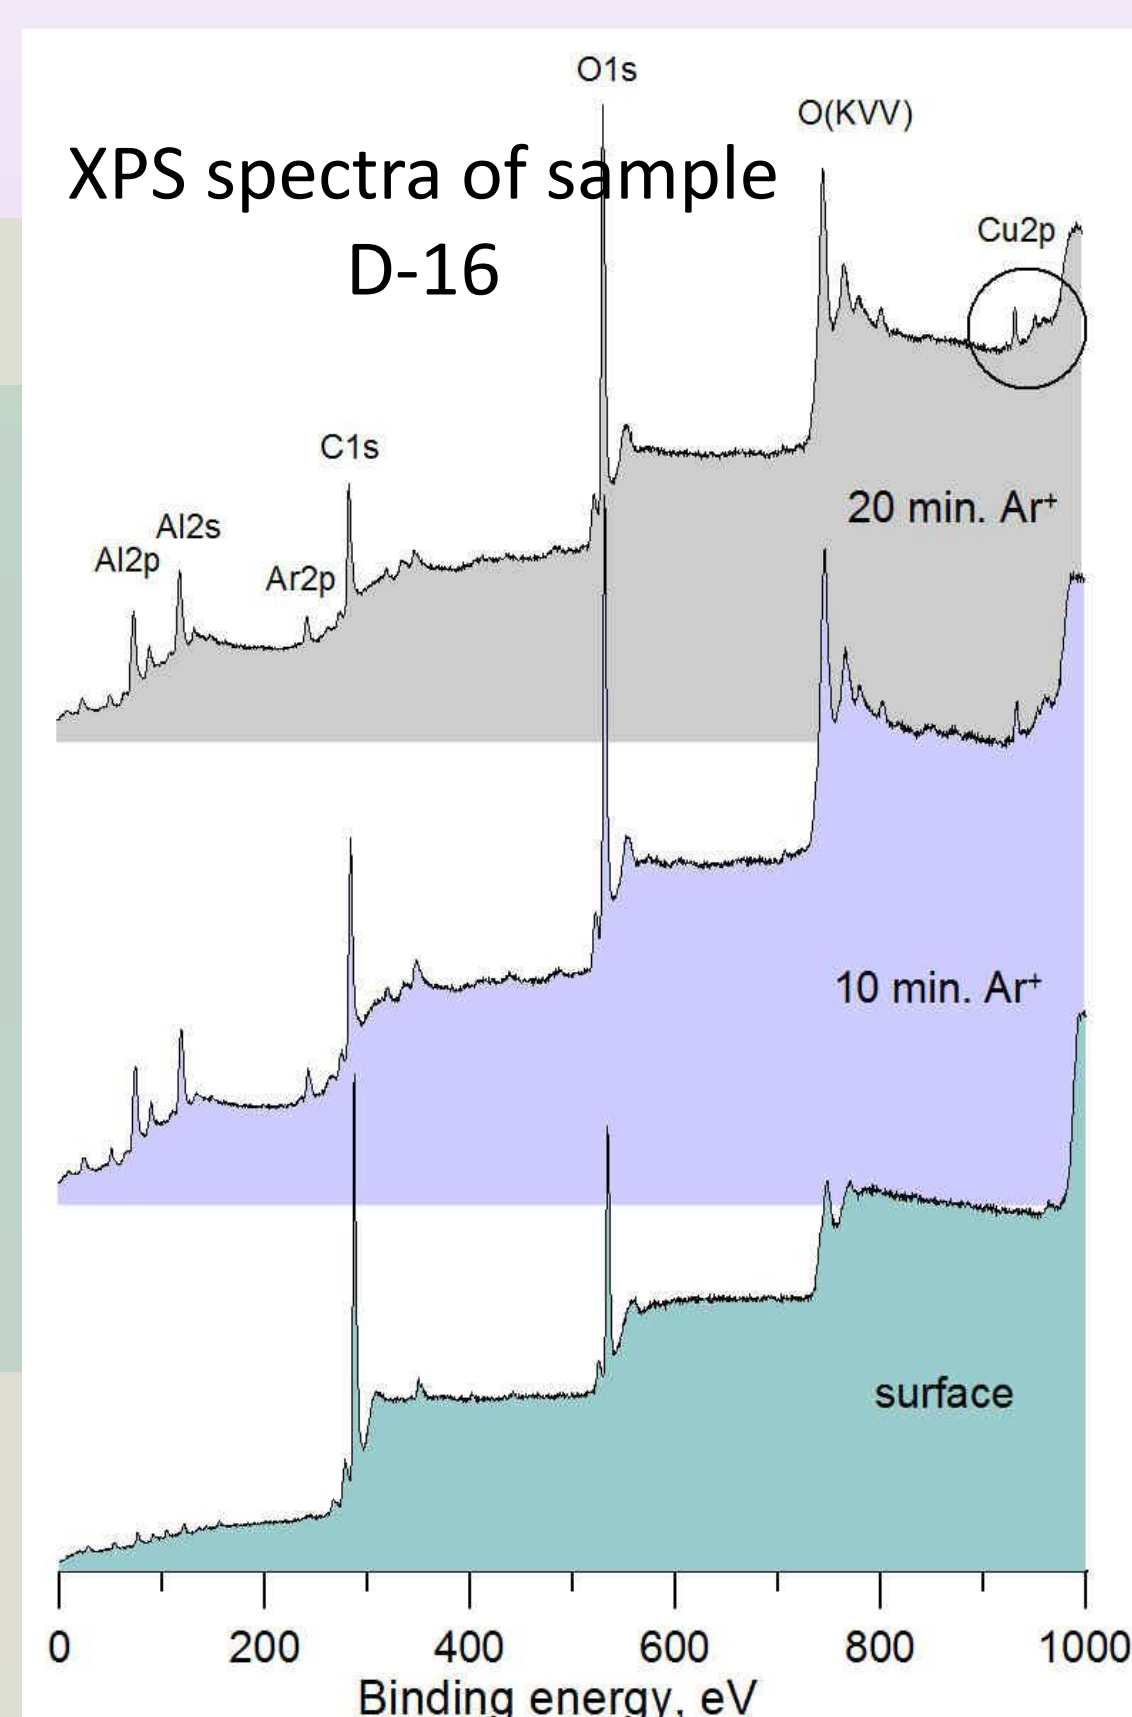 O1s
O(KVV)
XPS spectra of sample
D-16
Cu2p
C1s
Al2s
Al2p
Ar2p
20 min. Ar⁺
10 min. Ar⁺
surface
0 200 400 600 800 1000
Binding energy, eV